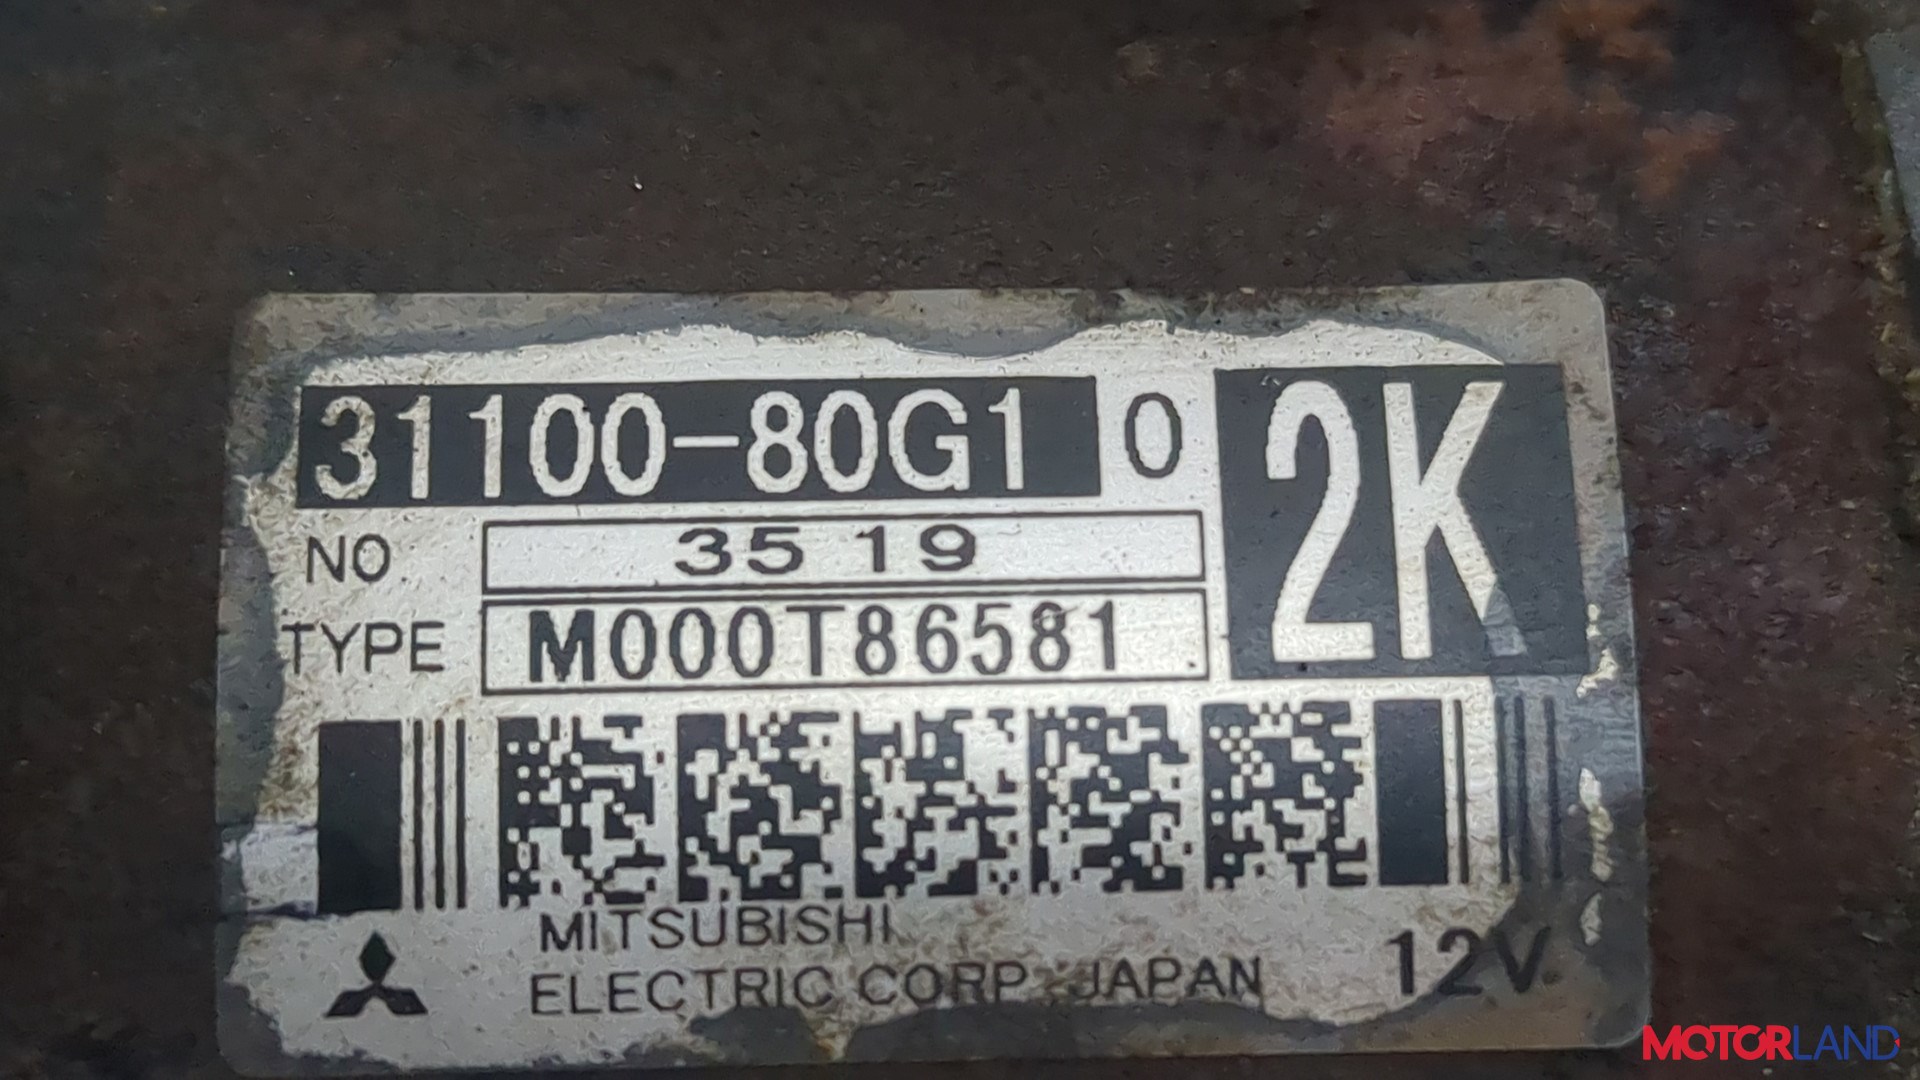 31100-80G1 0 2K
NO 3519
TYPE M000T86581
MITSUBISHI
ELECTRIC CORP. JAPAN 12V
MOTORLAND